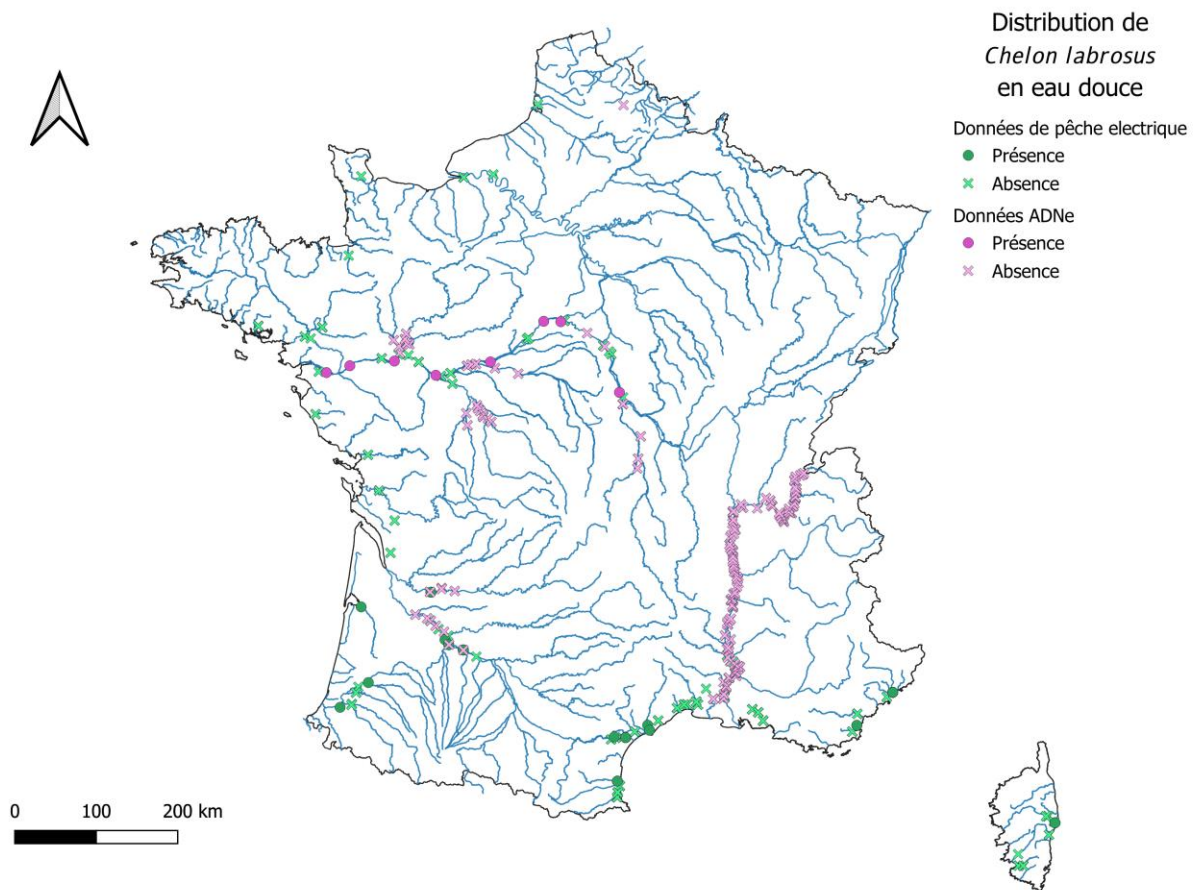 Distribution de
Chelon labrosus
en eau douce
Données de pêche electrique
Présence
Absence
Données ADNe
Présence
Absence
0 100 200 km